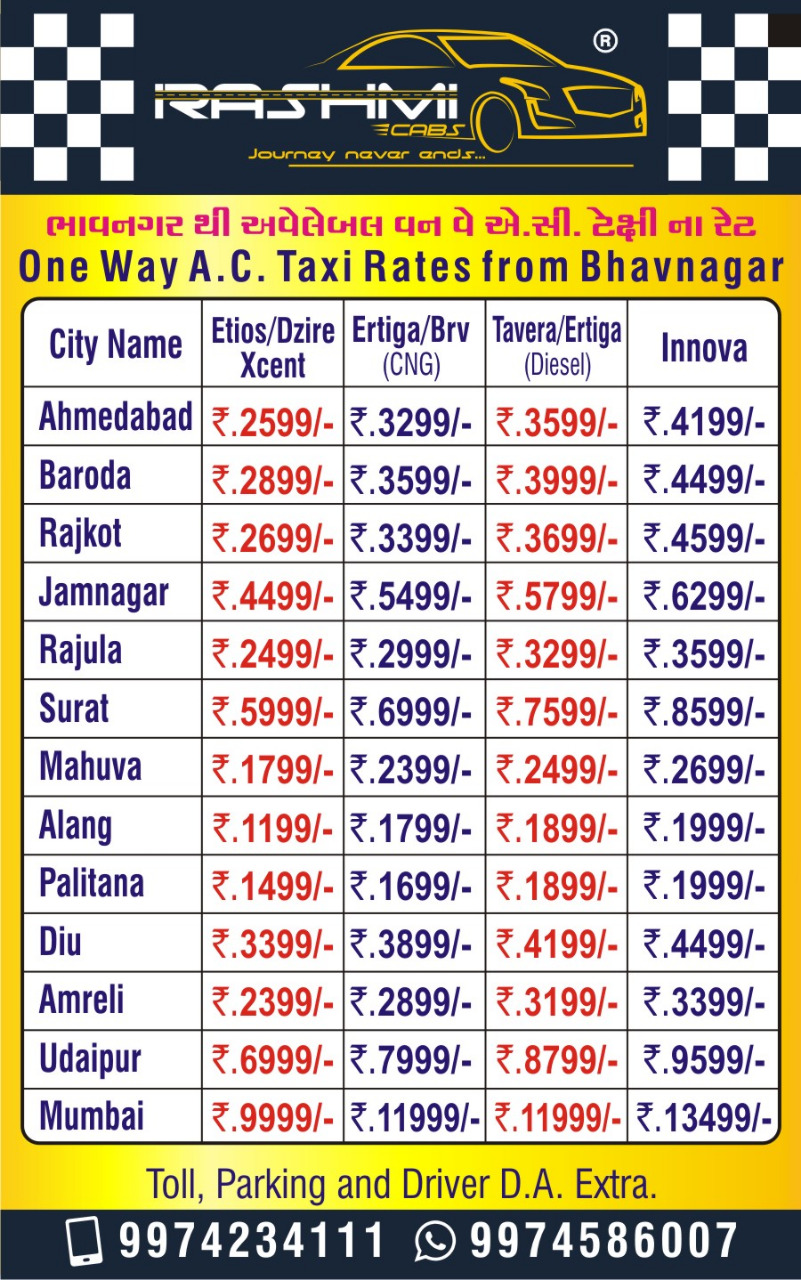 ®
RASHMI
CABS
Journey never ends...
ભાવનગર થી અવેલેબલ વન વે એ.સી. ટેક્ષી ના રેટ
One Way A.C. Taxi Rates from Bhavnagar
City Name Etios/Dzire Xcent Ertiga/Brv (CNG) Tavera/Ertiga (Diesel) Innova
Ahmedabad ₹.2599/- ₹.3299/- ₹.3599/- ₹.4199/-
Baroda ₹.2899/- ₹.3599/- ₹.3999/- ₹.4499/-
Rajkot ₹.2699/- ₹.3399/- ₹.3699/- ₹.4599/-
Jamnagar ₹.4499/- ₹.5499/- ₹.5799/- ₹.6299/-
Rajula ₹.2499/- ₹.2999/- ₹.3299/- ₹.3599/-
Surat ₹.5999/- ₹.6999/- ₹.7599/- ₹.8599/-
Mahuva ₹.1799/- ₹.2399/- ₹.2499/- ₹.2699/-
Alang ₹.1199/- ₹.1799/- ₹.1899/- ₹.1999/-
Palitana ₹.1499/- ₹.1699/- ₹.1899/- ₹.1999/-
Diu ₹.3399/- ₹.3899/- ₹.4199/- ₹.4499/-
Amreli ₹.2399/- ₹.2899/- ₹.3199/- ₹.3399/-
Udaipur ₹.6999/- ₹.7999/- ₹.8799/- ₹.9599/-
Mumbai ₹.9999/- ₹.11999/- ₹.11999/- ₹.13499/-
Toll, Parking and Driver D.A. Extra.
9974234111 9974586007